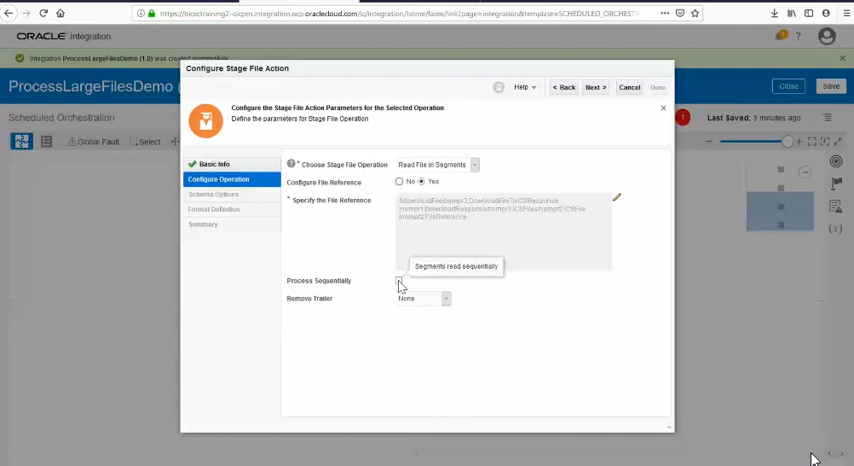 https://oicsctraining2-oicpm.integration.ocp.oraclecloud.com/ic/integration/home/faces/link?page=integration&template=SCHEDULED_ORCHEST
ORACLE Integration
Integration ProcessLargeFilesDemo (1.0) was created successfully.
ProcessLargeFilesDemo (
Close
Save
Scheduled Orchestration
Last Saved: 3 minutes ago
Global Fault
Select
Configure Stage File Action
Help
< Back
Next >
Cancel
Done
Configure the Stage File Action Parameters for the Selected Operation
Define the parameters for Stage File Operation
Basic Info
Configure Operation
Schema Options
Format Definition
Summary
* Choose Stage File Operation
Read File in Segments
Configure File Reference
No
Yes
* Specify the File Reference
Segments read sequentially
Process Sequentially
Remove Trailer
None